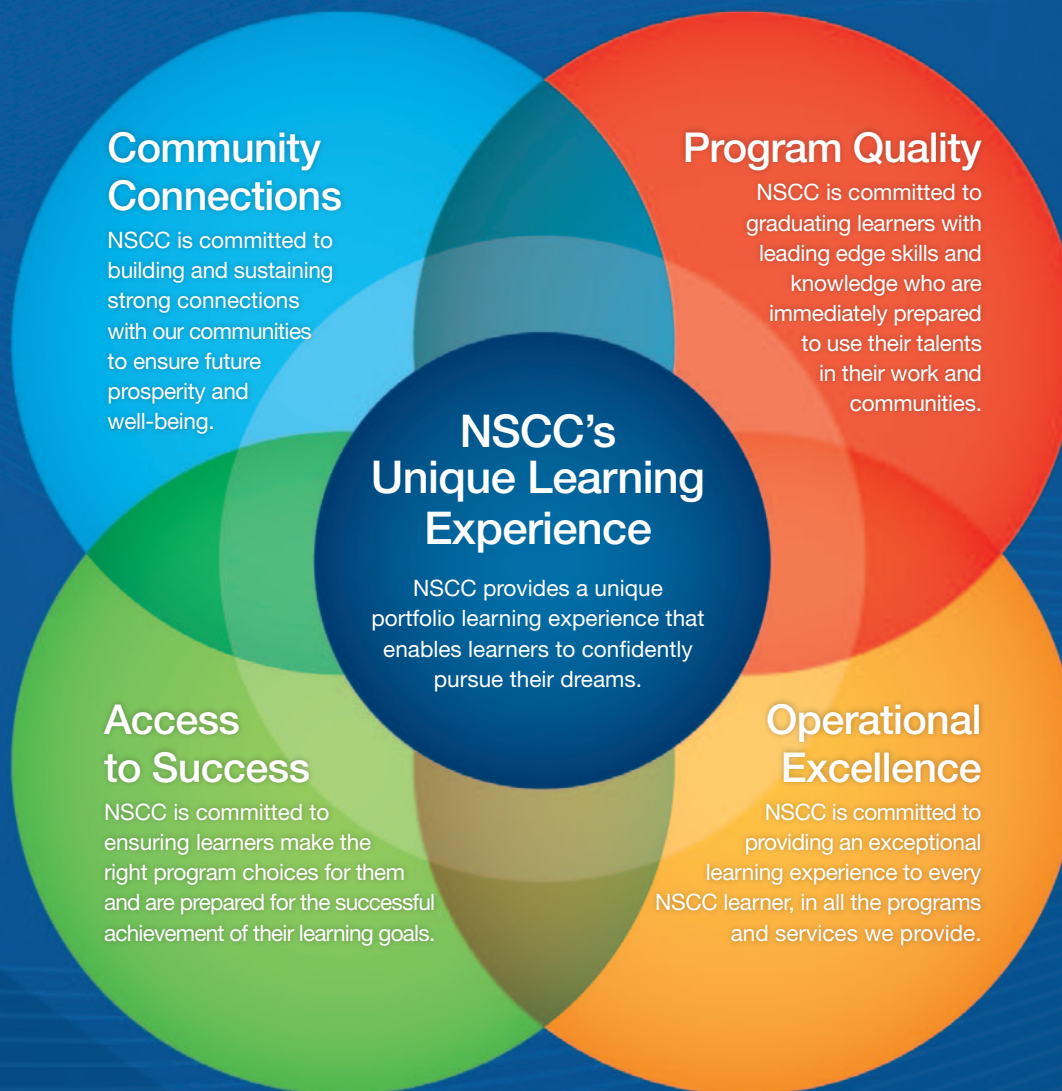 Community
Connections
NSCC is committed to
building and sustaining
strong connections
with our communities
to ensure future
prosperity and
well-being.
Program Quality
NSCC is committed to
graduating learners with
leading edge skills and
knowledge who are
immediately prepared
to use their talents
in their work and
communities.
NSCC’s
Unique Learning
Experience
NSCC provides a unique
portfolio learning experience that
enables learners to confidently
pursue their dreams.
Access
to Success
NSCC is committed to
ensuring learners make the
right program choices for them
and are prepared for the successful
achievement of their learning goals.
Operational
Excellence
NSCC is committed to
providing an exceptional
learning experience to every
NSCC learner, in all the programs
and services we provide.